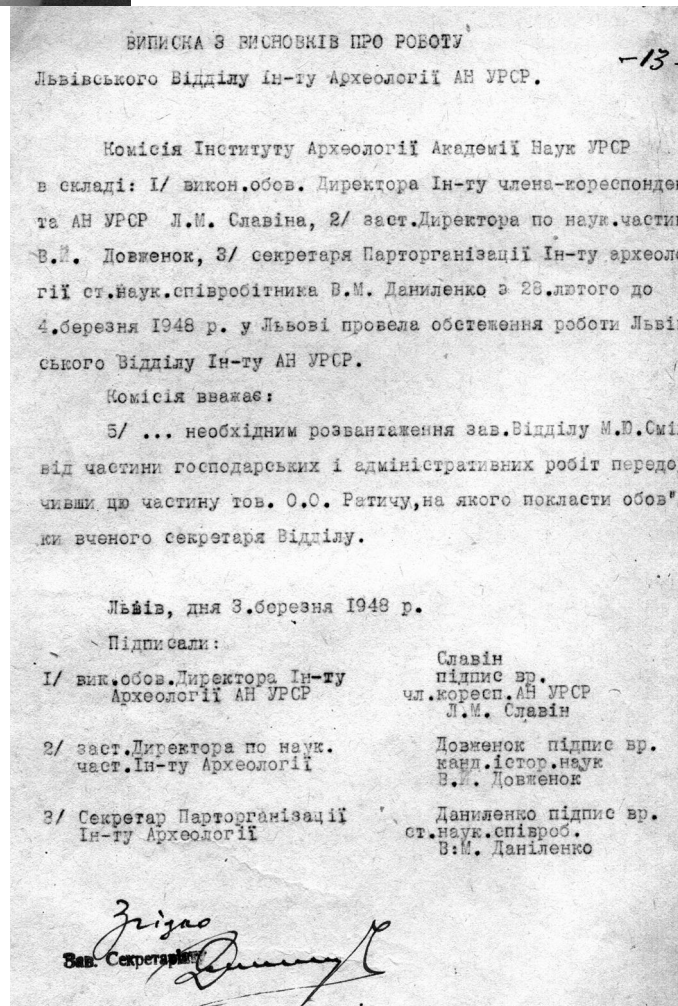 ВИПИСКА З ВИСНОВКІВ ПРО РОБОТУ
-13-
Львівського Відділу ін-ту Археології АН УРСР.
Комісія Інституту Археології Академії Наук УРСР
в складі: І/ викон.обов. Директора Ін-ту члена-кореспонден
та АН УРСР Л.М. Славіна, 2/ заст.Директора по наук.частин
В.Й. Довженок, 3/ секретаря Парторганізації Ін-ту археоло
гії ст.наук.співробітника В.М. Даниленко з 28.лютого до
4.березня 1948 р. у Львові провела обстеження роботи Львів
ського Відділу Ін-ту АН УРСР.
Комісія вважає:
5/ ... необхідним розвантаження зав.Відділу М.Ю.Смі
від частини господарських і адміністративних робіт передо
чивши цю частину тов. О.О. Ратичу,на якого покласти обов"
ки вченого секретаря Відділу.
Львів, дня 3.березня 1948 р.
Підписали:
І/ вик.обов.Директора Ін-ту
Археології АН УРСР
Славін
підпис вр.
чл.коресп.АН УРСР
Л.М. Славін
2/ заст.Директора по наук.
част.Ін-ту Археології
Довженок підпис вр.
канд.істор.наук
В.Й. Довженок
3/ Секретар Парторганізації
Ін-ту Археології
Даниленко підпис вр.
ст.наук.співроб.
В:М. Даніленко
Згідно
Зав. Секретаріату